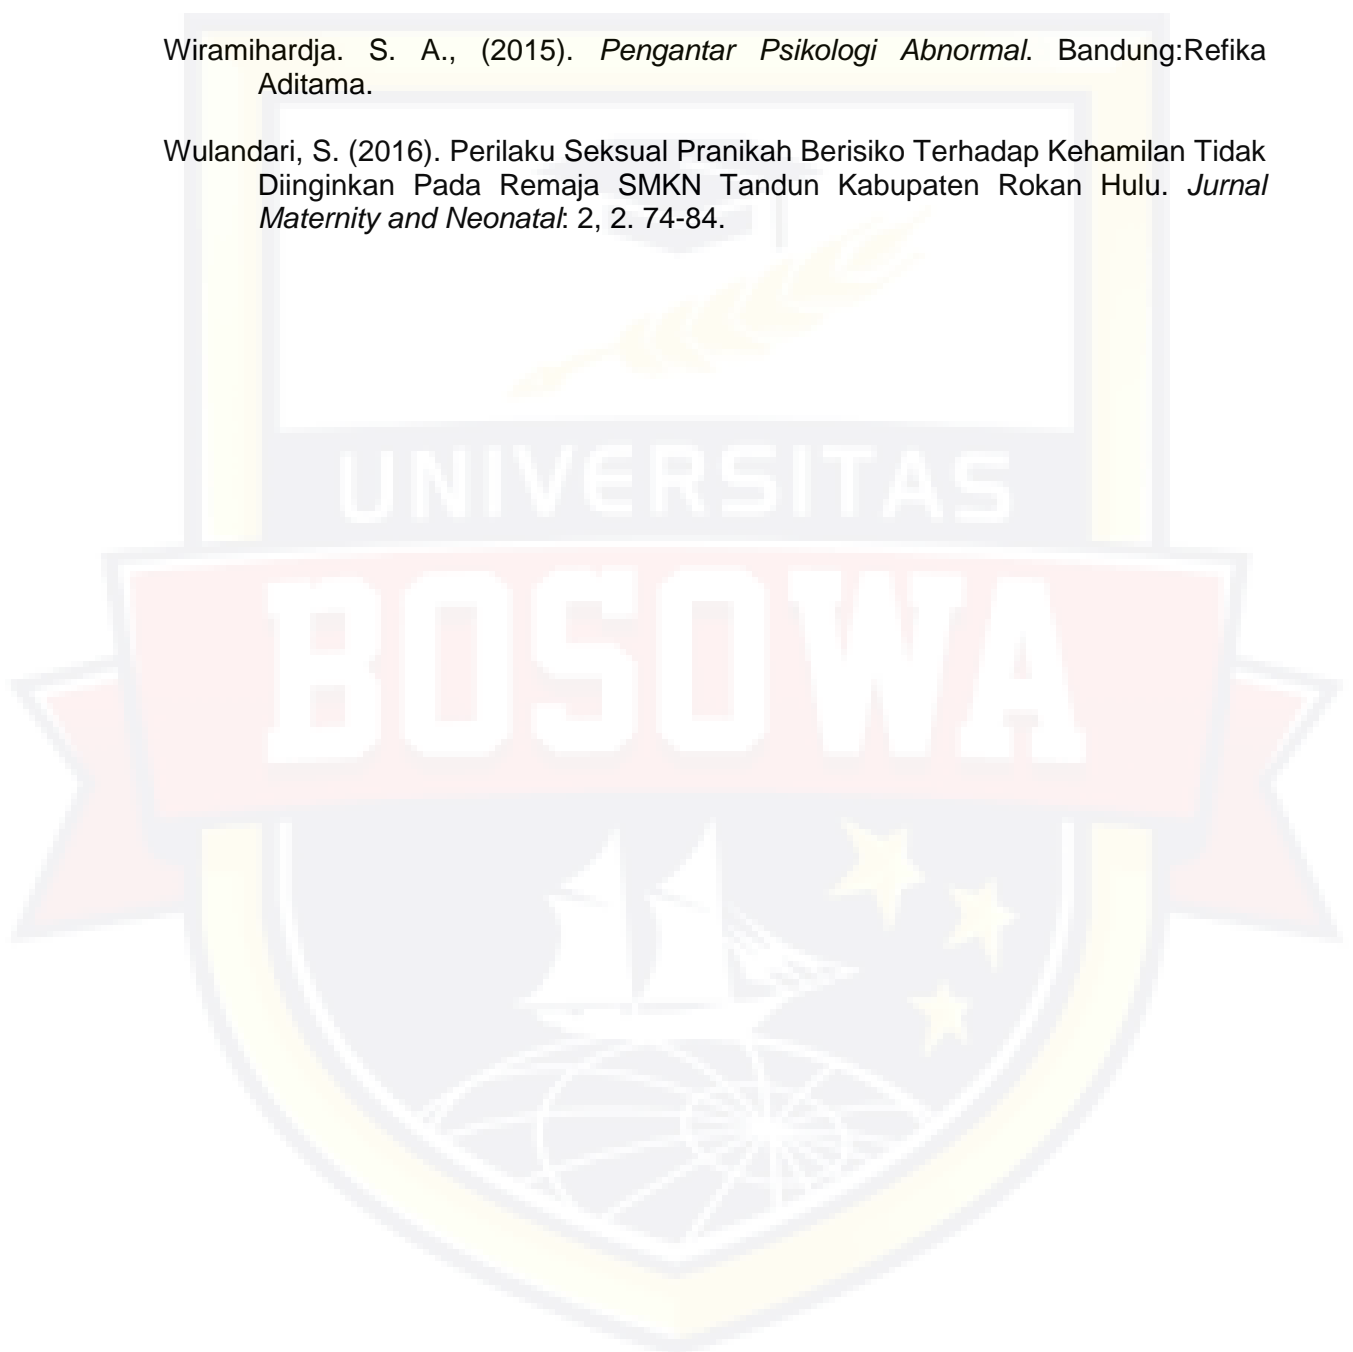 Wiramihardja. S. A., (2015). Pengantar Psikologi Abnormal. Bandung:Refika
Aditama.
Wulandari, S. (2016). Perilaku Seksual Pranikah Berisiko Terhadap Kehamilan Tidak
Diinginkan Pada Remaja SMKN Tandun Kabupaten Rokan Hulu. Jurnal
Maternity and Neonatal: 2, 2. 74-84.
UNIVERSITAS
BOSOWA